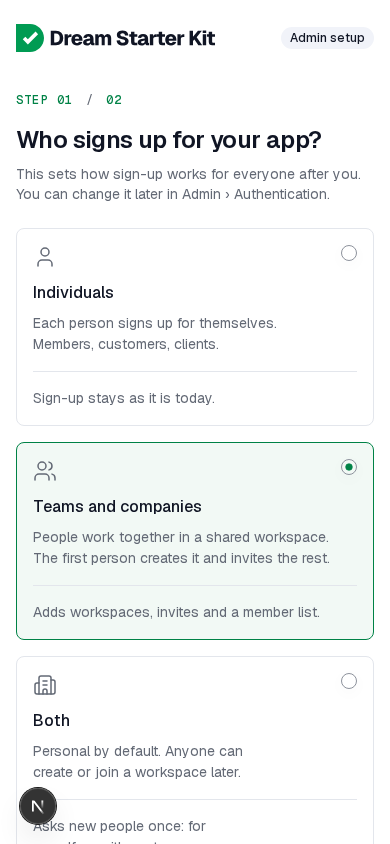 Dream Starter Kit
Admin setup
STEP 01 / 02
Who signs up for your app?
This sets how sign-up works for everyone after you.
You can change it later in Admin › Authentication.
Individuals
Each person signs up for themselves.
Members, customers, clients.
Sign-up stays as it is today.
Teams and companies
People work together in a shared workspace.
The first person creates it and invites the rest.
Adds workspaces, invites and a member list.
Both
Personal by default. Anyone can
create or join a workspace later.
N
Asks new people once: for